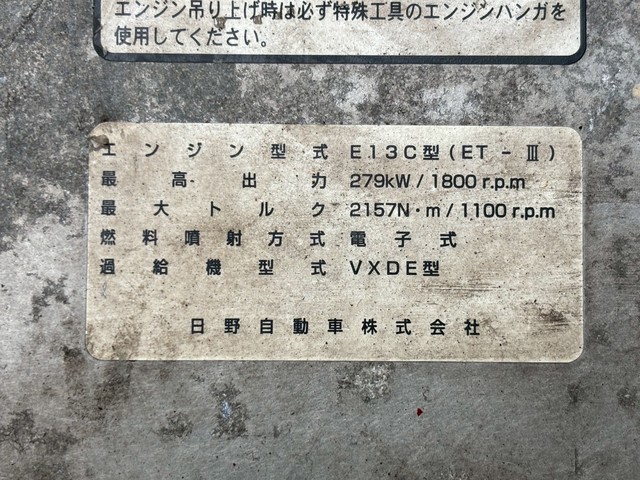 エンジン吊り上げ時は必ず特殊工具のエンジンハンガを
使用してください。
エンジン型式 E13C型(ET-Ⅲ)
最高出力 279kW/1800r.p.m
最大トルク 2157N・m/1100r.p.m
燃料噴射方式 電子式
過給機型式 VXDE型
日野自動車株式会社